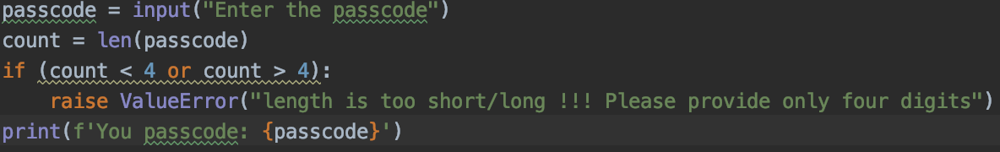 passcode = input("Enter the passcode")
count = len(passcode)
if (count < 4 or count > 4):
    raise ValueError("length is too short/long !!! Please provide only four digits")
print(f'You passcode: {passcode}')